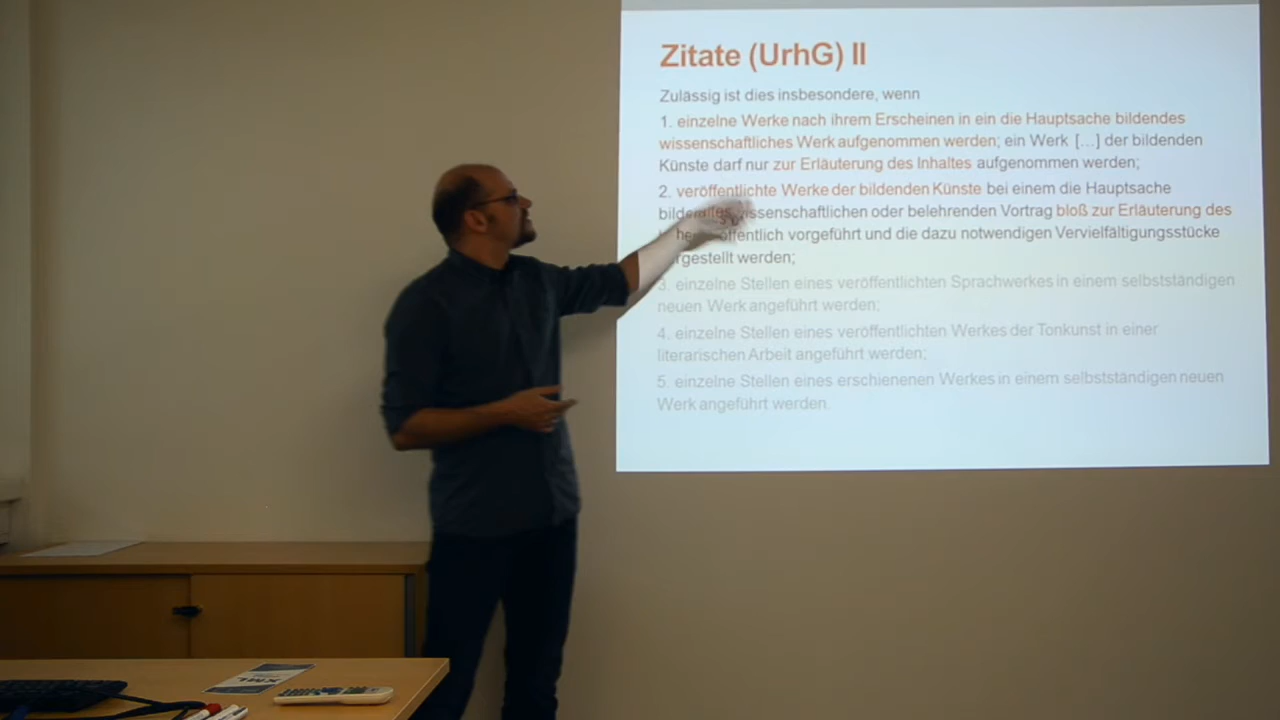 Zitate (UrhG) II
Zulässig ist dies insbesondere, wenn
1. einzelne Werke nach ihrem Erscheinen in ein die Hauptsache bildendes
wissenschaftliches Werk aufgenommen werden; ein Werk [...] der bildenden
Künste darf nur zur Erläuterung des Inhaltes aufgenommen werden;
2. veröffentlichte Werke der bildenden Künste bei einem die Hauptsache
wissenschaftlichen oder belehrenden Vortrag bloß zur Erläuterung des
öffentlich vorgeführt und die dazu notwendigen Vervielfältigungsstücke
werden;
3. einzelne Stellen eines veröffentlichten Sprachwerkes in einem selbstständigen
neuen Werk angeführt werden;
4. einzelne Stellen eines veröffentlichten Werkes der Tonkunst in einer
literarischen Arbeit angeführt werden;
5. einzelne Stellen eines erschienenen Werkes in einem selbstständigen neuen
Werk angeführt werden.